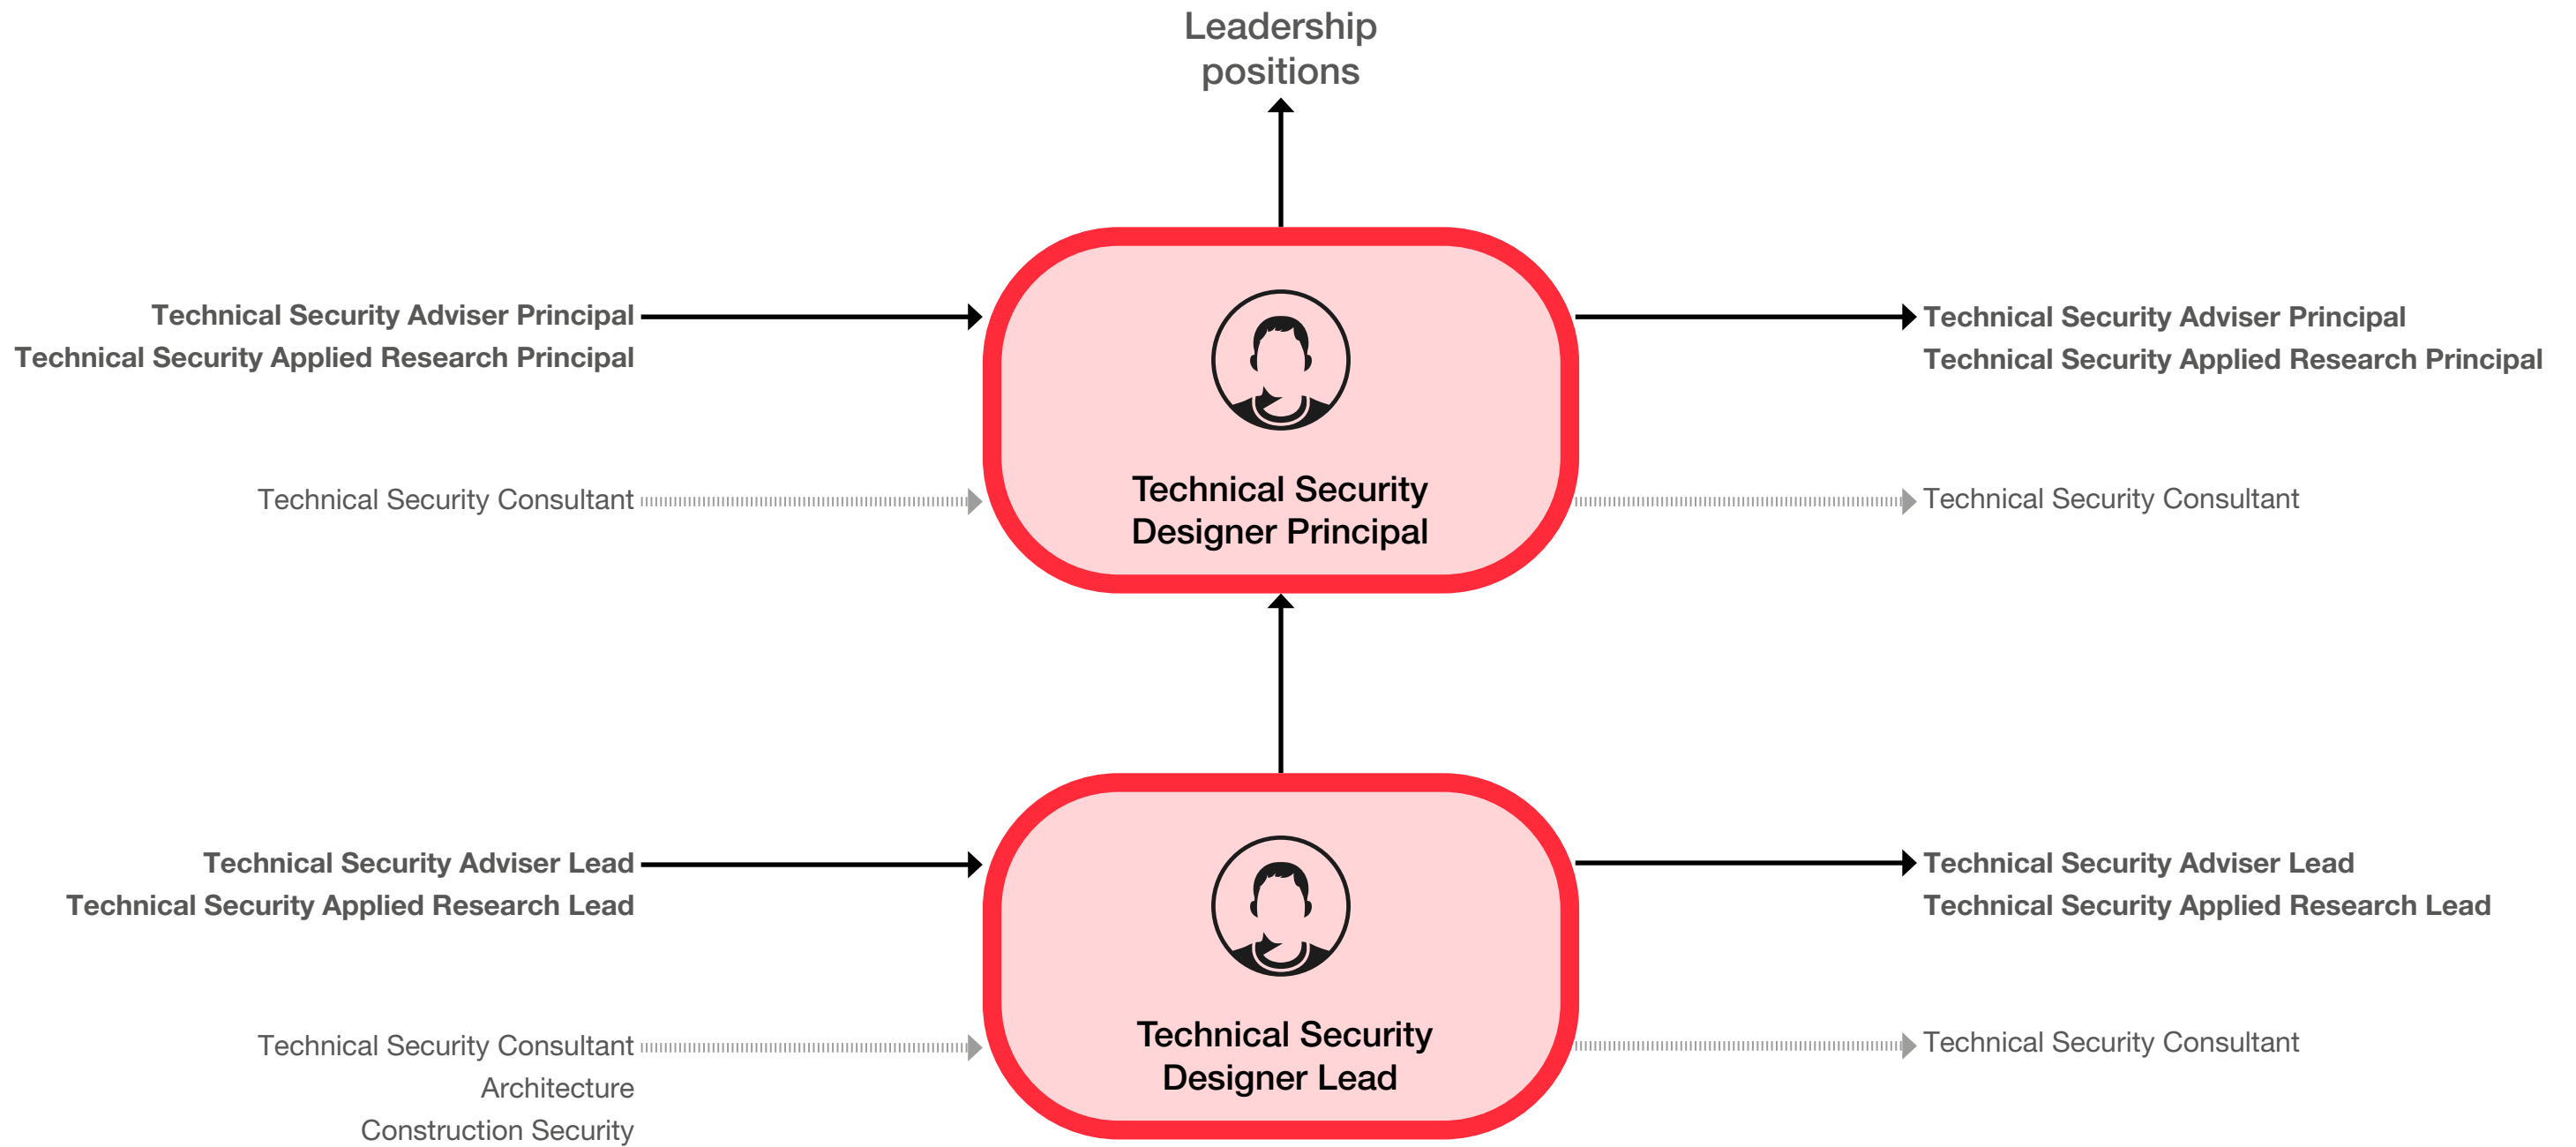 Leadership
positions
Technical Security Adviser Principal
Technical Security Applied Research Principal
Technical Security Consultant
Technical Security
Designer Principal
Technical Security Adviser Principal
Technical Security Applied Research Principal
Technical Security Consultant
Technical Security Adviser Lead
Technical Security Applied Research Lead
Technical Security Consultant
Architecture
Construction Security
Technical Security
Designer Lead
Technical Security Adviser Lead
Technical Security Applied Research Lead
Technical Security Consultant